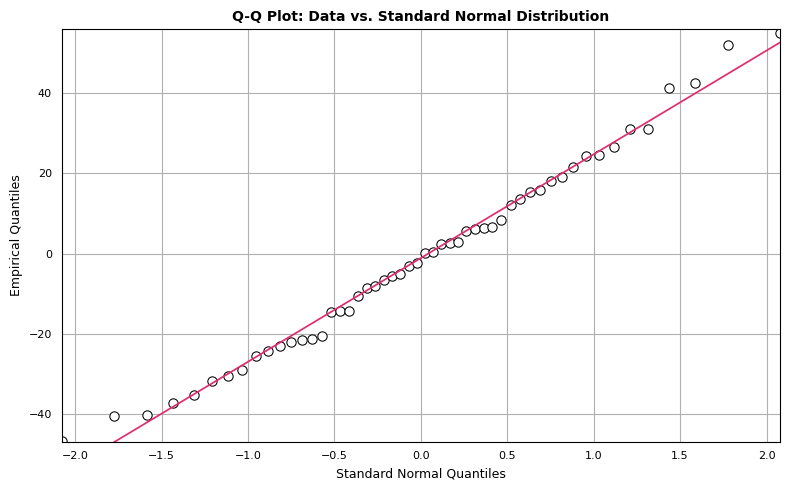 Q-Q Plot: Data vs. Standard Normal Distribution
Empirical Quantiles
40
20
0
−20
−40
−2.0 −1.5 −1.0 −0.5 0.0 0.5 1.0 1.5 2.0
Standard Normal Quantiles